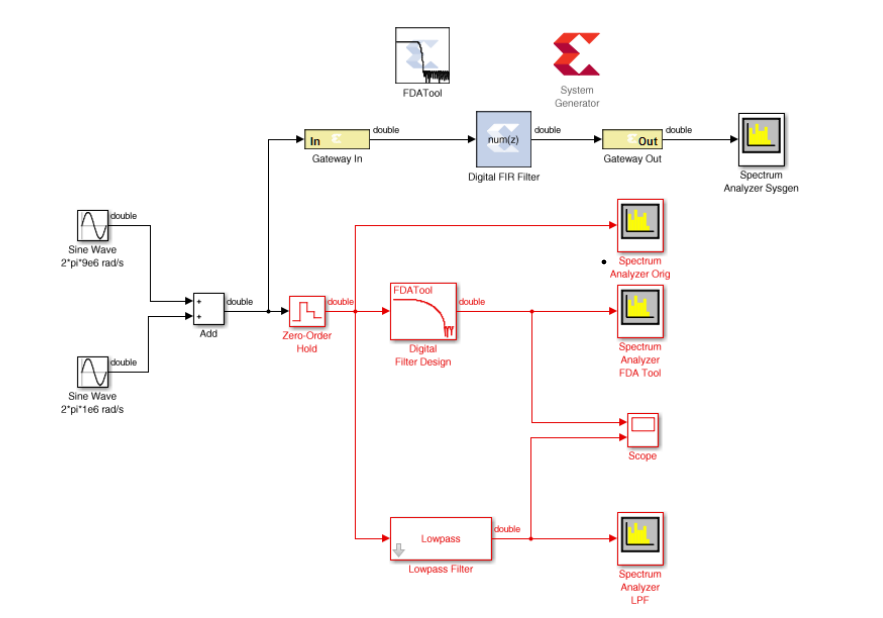 FDATool
System
Generator
In
double
num(z)
double
Out
double
Gateway In
Digital FIR Filter
Gateway Out
Spectrum
Analyzer Sysgen
double
Sine Wave
2*pi*9e6 rad/s
Spectrum
Analyzer Orig
+
+
double
Add
double
Zero-Order
Hold
FDATool
double
Digital
Filter Design
Spectrum
Analyzer
FDA Tool
double
Sine Wave
2*pi*1e6 rad/s
Scope
Lowpass
double
Lowpass Filter
Spectrum
Analyzer
LPF